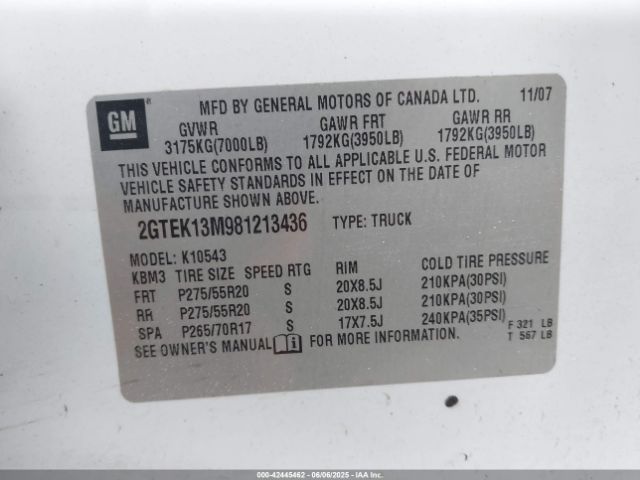 GM
®
MFD BY GENERAL MOTORS OF CANADA LTD. 11/07
GVWR GAWR FRT GAWR RR
3175KG(7000LB) 1792KG(3950LB) 1792KG(3950LB)
THIS VEHICLE CONFORMS TO ALL APPLICABLE U.S. FEDERAL MOTOR
VEHICLE SAFETY STANDARDS IN EFFECT ON THE DATE OF
MANUFACTURE SHOWN ABOVE.
2GTEK13M981213436 TYPE: TRUCK
MODEL: K10543
KBM3 TIRE SIZE SPEED RTG RIM COLD TIRE PRESSURE
FRT P275/55R20 S 20X8.5J 210KPA(30PSI)
RR P275/55R20 S 20X8.5J 210KPA(30PSI)
SPA P265/70R17 S 17X7.5J 240KPA(35PSI)
F 321 LB
SEE OWNER'S MANUAL i FOR MORE INFORMATION. T 567 LB
000-42445462 - 06/06/2025 - IAAI.COM